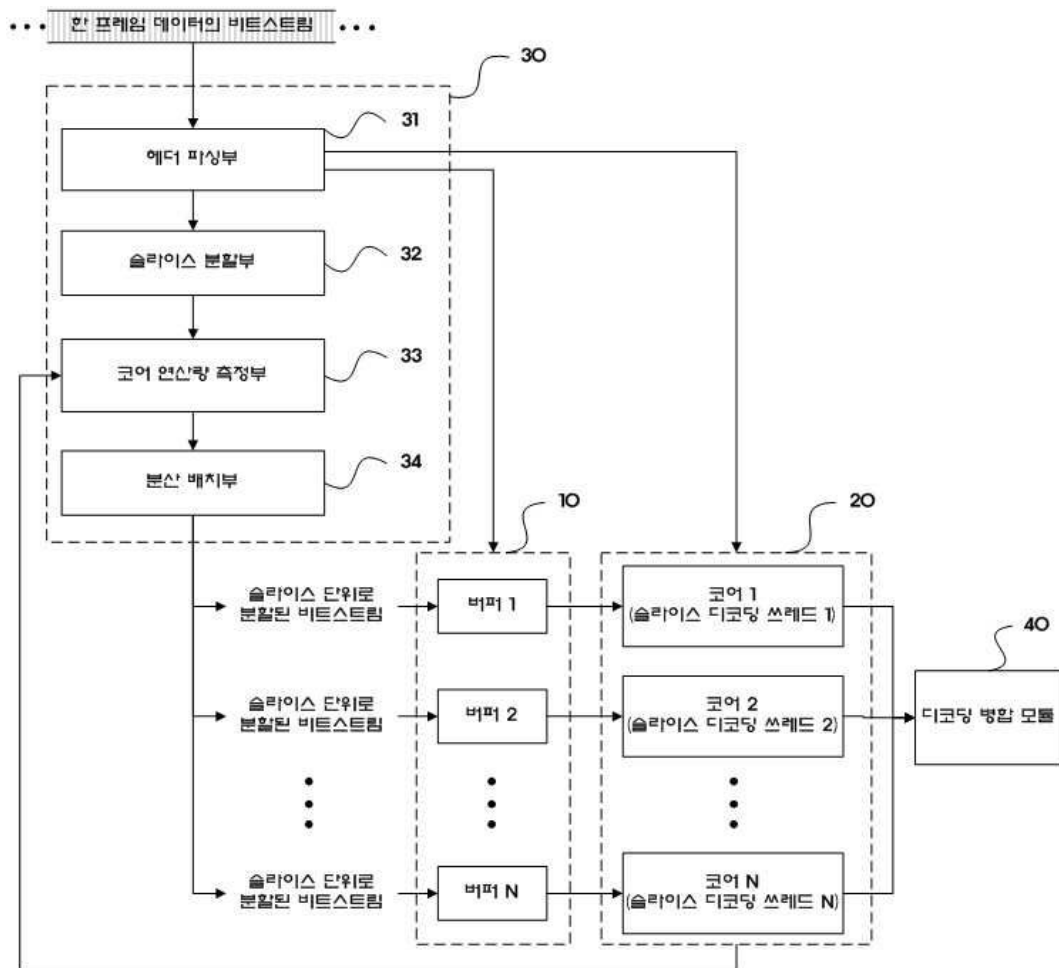 ••• 한 프레임 데이터의 비트스트림 •••
30
31
헤더 파싱부
슬라이스 분할부
32
코어 연산량 측정부
33
분산 배치부
34
10
20
슬라이스 단위로
분할된 비트스트림
버퍼 1
코어 1
(슬라이스 디코딩 쓰레드 1)
40
슬라이스 단위로
분할된 비트스트림
버퍼 2
코어 2
(슬라이스 디코딩 쓰레드 2)
디코딩 병합 모듈
슬라이스 단위로
분할된 비트스트림
버퍼 N
코어 N
(슬라이스 디코딩 쓰레드 N)